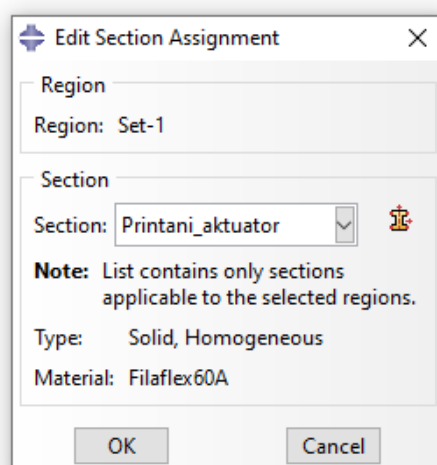 Edit Section Assignment
Region
Region: Set-1
Section
Section: Printani_aktuator
Note: List contains only sections
applicable to the selected regions.
Type: Solid, Homogeneous
Material: Filaflex60A
OK Cancel